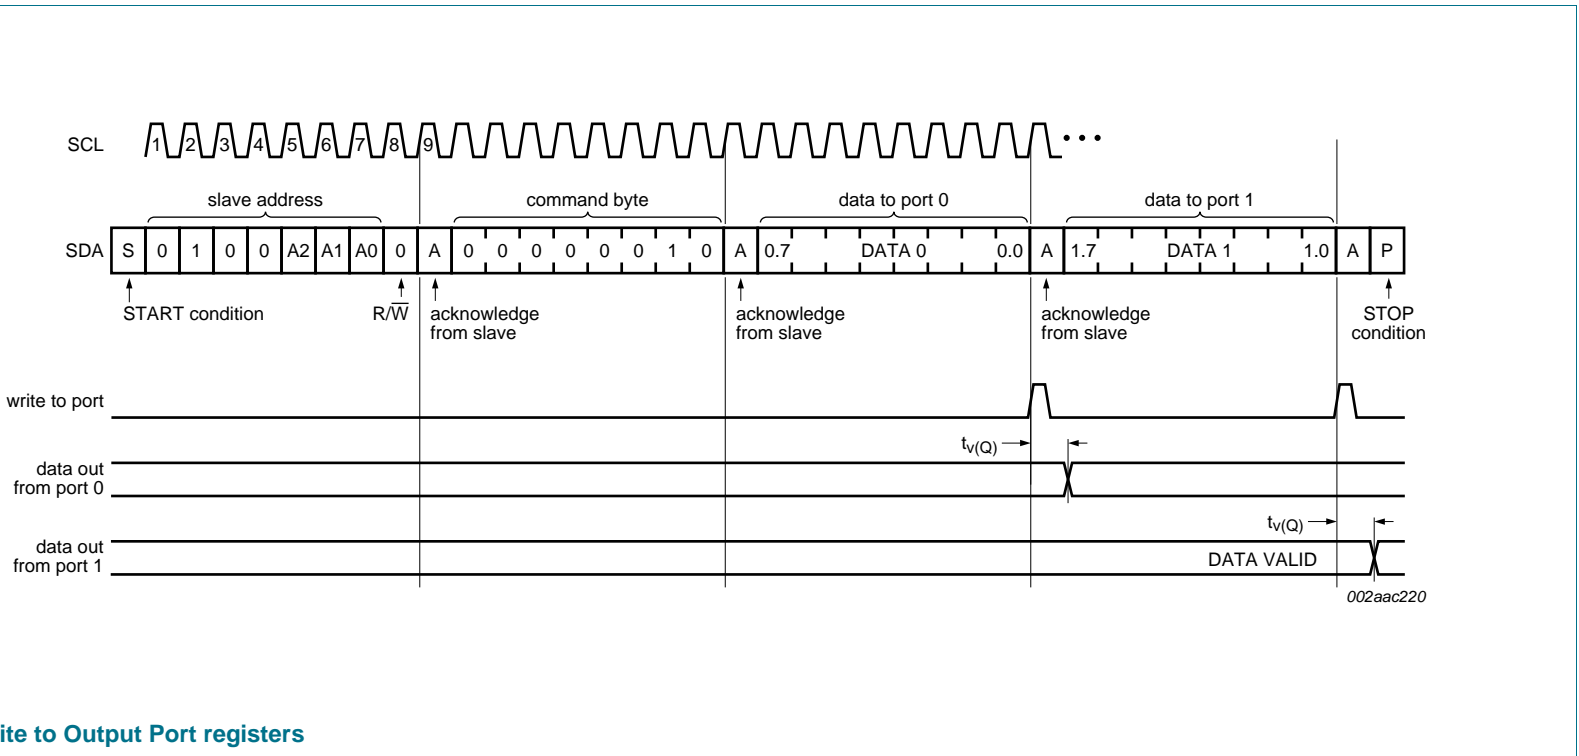 SCL 1 2 3 4 5 6 7 8 9
slave address command byte data to port 0 data to port 1
SDA S 0 1 0 0 A2 A1 A0 0 A 0 0 0 0 0 0 1 0 A 0.7 DATA 0 0.0 A 1.7 DATA 1 1.0 A P
START condition R/W̅ acknowledge acknowledge acknowledge STOP
from slave from slave from slave condition
write to port
tv(Q)
data out
from port 0
tv(Q)
data out
from port 1 DATA VALID
002aac220
ite to Output Port registers